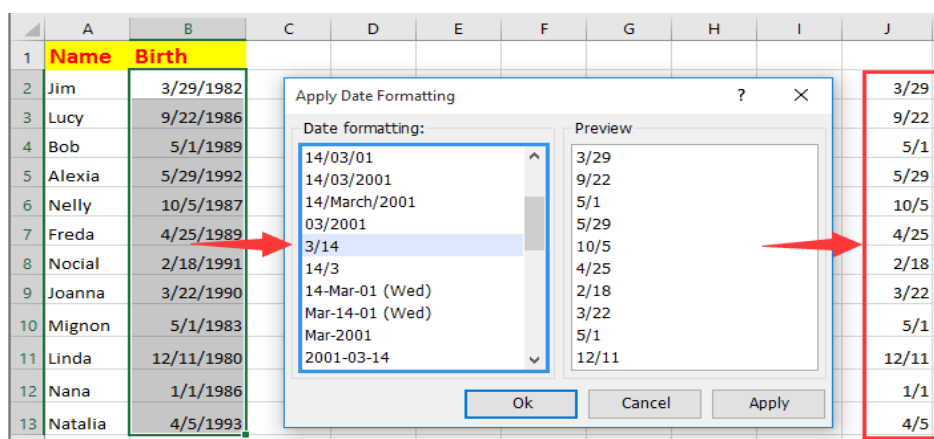 A B C D E F G H I J
1 Name Birth
2 Jim 3/29/1982 3/29
3 Lucy 9/22/1986 9/22
4 Bob 5/1/1989 5/1
5 Alexia 5/29/1992 5/29
6 Nelly 10/5/1987 10/5
7 Freda 4/25/1989 4/25
8 Nocial 2/18/1991 2/18
9 Joanna 3/22/1990 3/22
10 Mignon 5/1/1983 5/1
11 Linda 12/11/1980 12/11
12 Nana 1/1/1986 1/1
13 Natalia 4/5/1993 4/5
Apply Date Formatting ?
Date formatting:
14/03/01
14/03/2001
14/March/2001
03/2001
3/14
14/3
14-Mar-01 (Wed)
Mar-14-01 (Wed)
Mar-2001
2001-03-14
Preview
3/29
9/22
5/1
5/29
10/5
4/25
2/18
3/22
5/1
12/11
Ok Cancel Apply